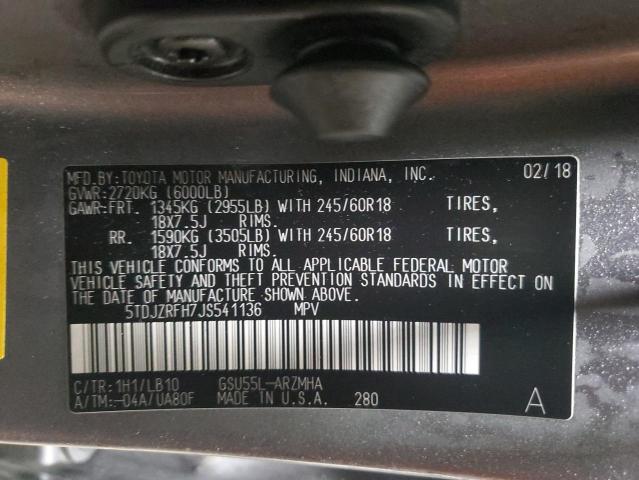 MFD.BY:TOYOTA MOTOR MANUFACTURING, INDIANA, INC. 02/18
GVWR:2720KG (6000LB)
GAWR:FRT. 1345KG (2955LB) WITH 245/60R18 TIRES,
18X7.5J RIMS.
RR. 1590KG (3505LB) WITH 245/60R18 TIRES,
18X7.5J RIMS.
THIS VEHICLE CONFORMS TO ALL APPLICABLE FEDERAL MOTOR
VEHICLE SAFETY AND THEFT PREVENTION STANDARDS IN EFFECT ON
THE DATE OF MANUFACTURE SHOWN ABOVE.
5TDJZRFH7JS541136 MPV
C/TR:1H1/LB10 GSU55L-ARZMHA
A/TM:-04A/UA80F MADE IN U.S.A. 280 A